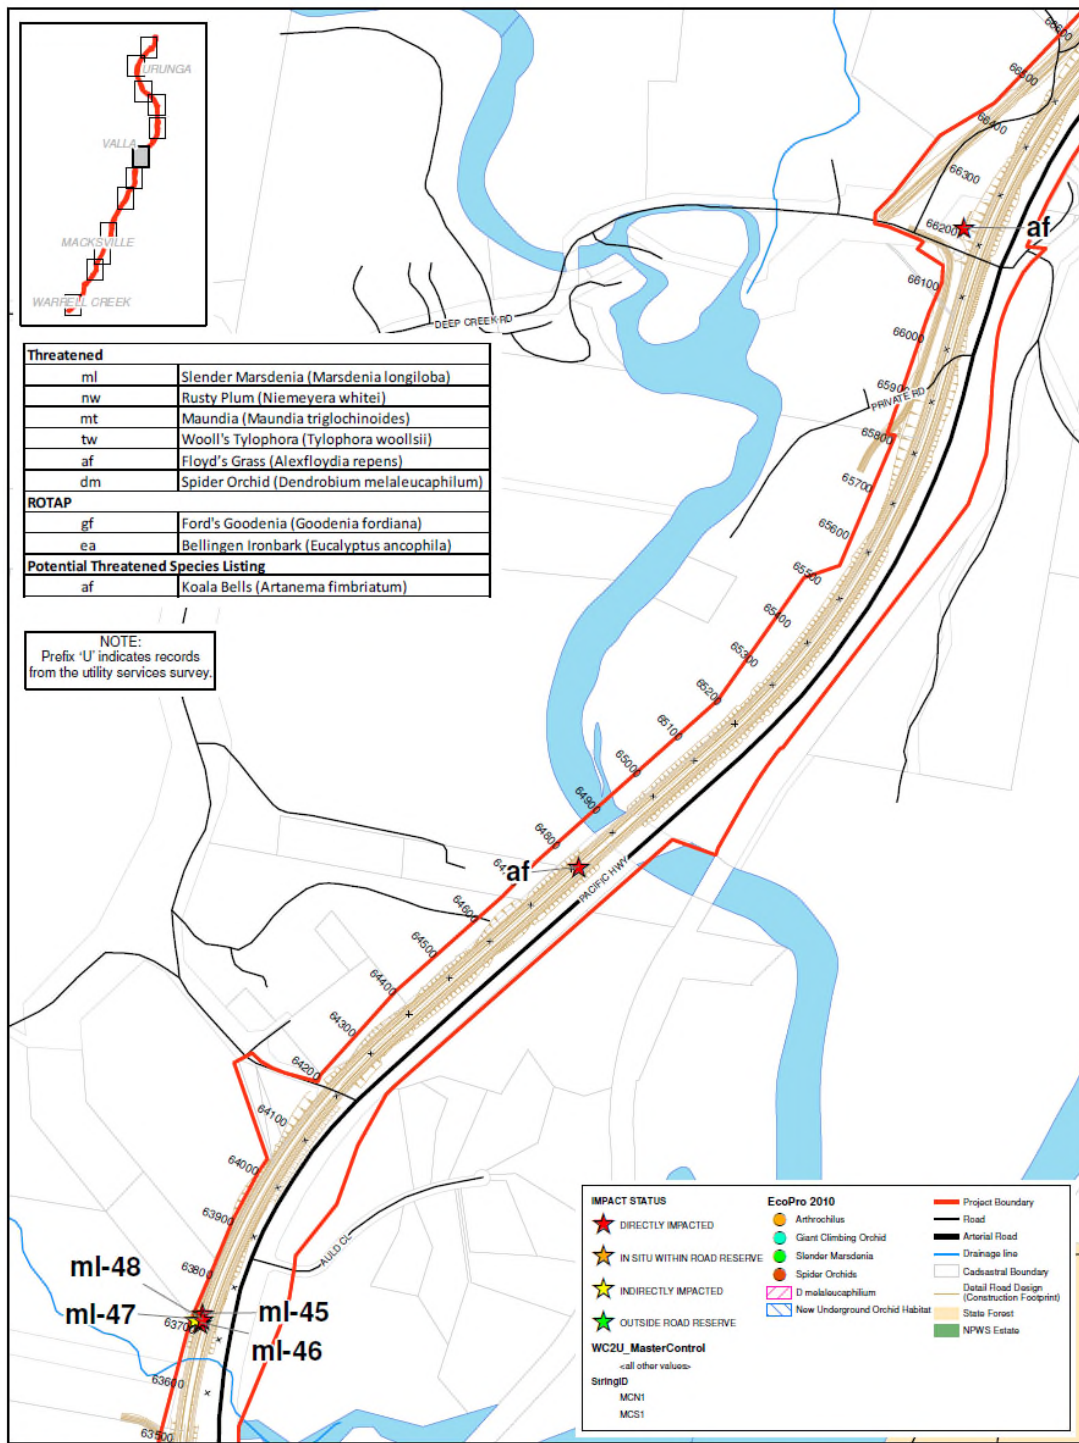 URUNGA
VALLA
MACKSVILLE
WARRELL CREEK
Threatened
ml Slender Marsdenia (Marsdenia longiloba)
nw Rusty Plum (Niemeyera whitei)
mt Maundia (Maundia triglochinoides)
tw Wooll's Tylophora (Tylophora woollsii)
af Floyd's Grass (Alexfloydia repens)
dm Spider Orchid (Dendrobium melaleucaphilum)
ROTAP
gf Ford's Goodenia (Goodenia fordiana)
ea Bellingen Ironbark (Eucalyptus ancophila)
Potential Threatened Species Listing
af Koala Bells (Artanema fimbriatum)
NOTE:
Prefix 'U' indicates records
from the utility services survey.
66600
66500
66400
66300
66200
af
66100
66000
65900
65800
65700
65600
65500
65400
65300
65200
65100
65000
64900
64800
af
64600
64500
64400
64300
64200
64100
64000
63900
63800
63700
63600
63500
DEEP CREEK RD
PRIVATE RD
PACIFIC HWY
AULD CL
ml-48
ml-47
ml-45
ml-46
IMPACT STATUS
DIRECTLY IMPACTED
IN SITU WITHIN ROAD RESERVE
INDIRECTLY IMPACTED
OUTSIDE ROAD RESERVE
WC2U_MasterControl
<all other values>
StringID
MCN1
MCS1
EcoPro 2010
Arthrochilus
Giant Climbing Orchid
Slender Marsdenia
Spider Orchids
D melaleucaphilium
New Underground Orchid Habitat
Project Boundary
Road
Arterial Road
Drainage line
Cadsastral Boundary
Detail Road Design
(Construction Footprint)
State Forest
NPWS Estate